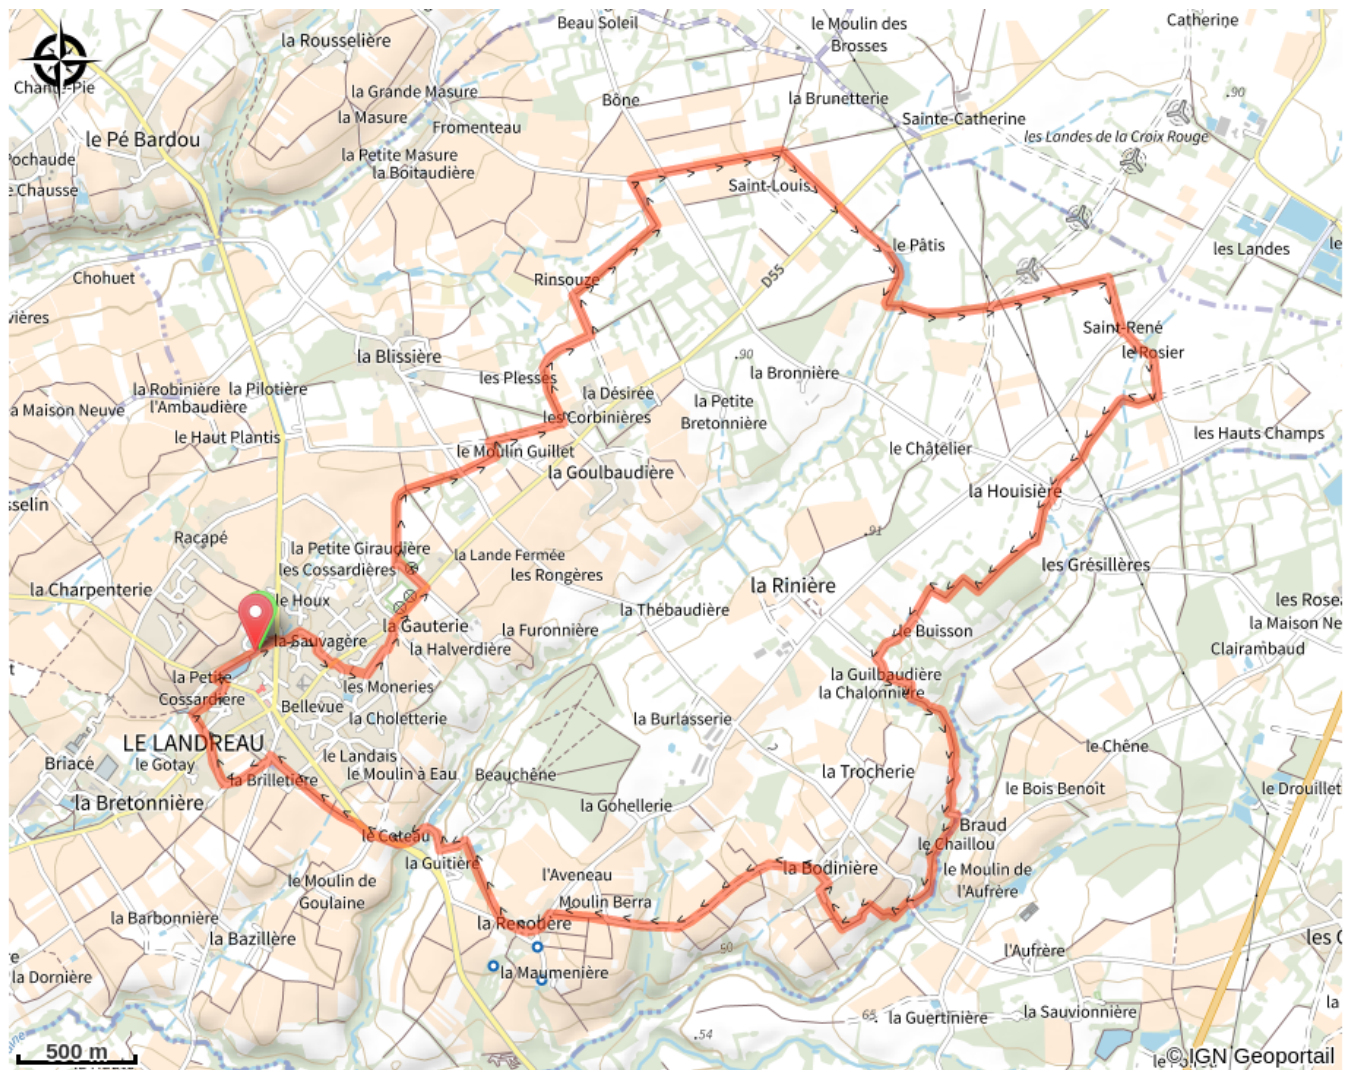 Beau Soleil
le Moulin des
Brosses
Catherine
la Rousselière
la Grande Masure
la Masure
Fromenteau
Bône
la Brunetterie
Sainte-Catherine
.90
les Landes de la Croix Rouge
le Pé Bardou
la Petite Masure
la Boitaudière
Saint-Louis
le Pâtis
les Landes
Chohuet
Rinsouze
D55
Saint-René
le Rosier
la Blissière
.90
la Bronnière
les Plesses
la Désirée
la Petite
Bretonnière
la Robinière
la Pilotière
l'Ambaudière
a Maison Neuve
les Corbinières
le Haut Plantis
le Moulin Guillet
la Goulbaudière
le Châtelier
les Hauts Champs
la Houisière
.91
Racapé
la Petite Giraudière
les Cossardières
la Lande Fermée
les Rongères
les Grésillères
la Charpenterie
le Houx
la Rinière
la Thébaudière
la Maison Ne
Clairambaud
la Gauterie
la Furonnière
le Buisson
la Sauvagère
la Halverdière
la Petite
Cossardière
les Moneries
la Guilbaudière
la Chalonnière
Bellevue
la Choletterie
la Burlasserie
LE LANDREAU
le Gotay
le Landais
le Moulin à Eau
Briacé
la Brilletière
Beauchêne
la Trocherie
le Chêne
la Bretonnière
la Gohellerie
le Bois Benoît
le Drouillet
le Coteau
Braud
le Chaillou
la Guitière
l'Aveneau
la Bodinière
le Moulin de
l'Aufrère
le Moulin de
Goulaine
Moulin Berra
la Barbonnière
la Renouère
la Bazillère
60
l'Aufrère
la Maumenière
la Dornière
la Guertinière
la Sauvionnière
65
.54
500 m
© IGN Geoportail